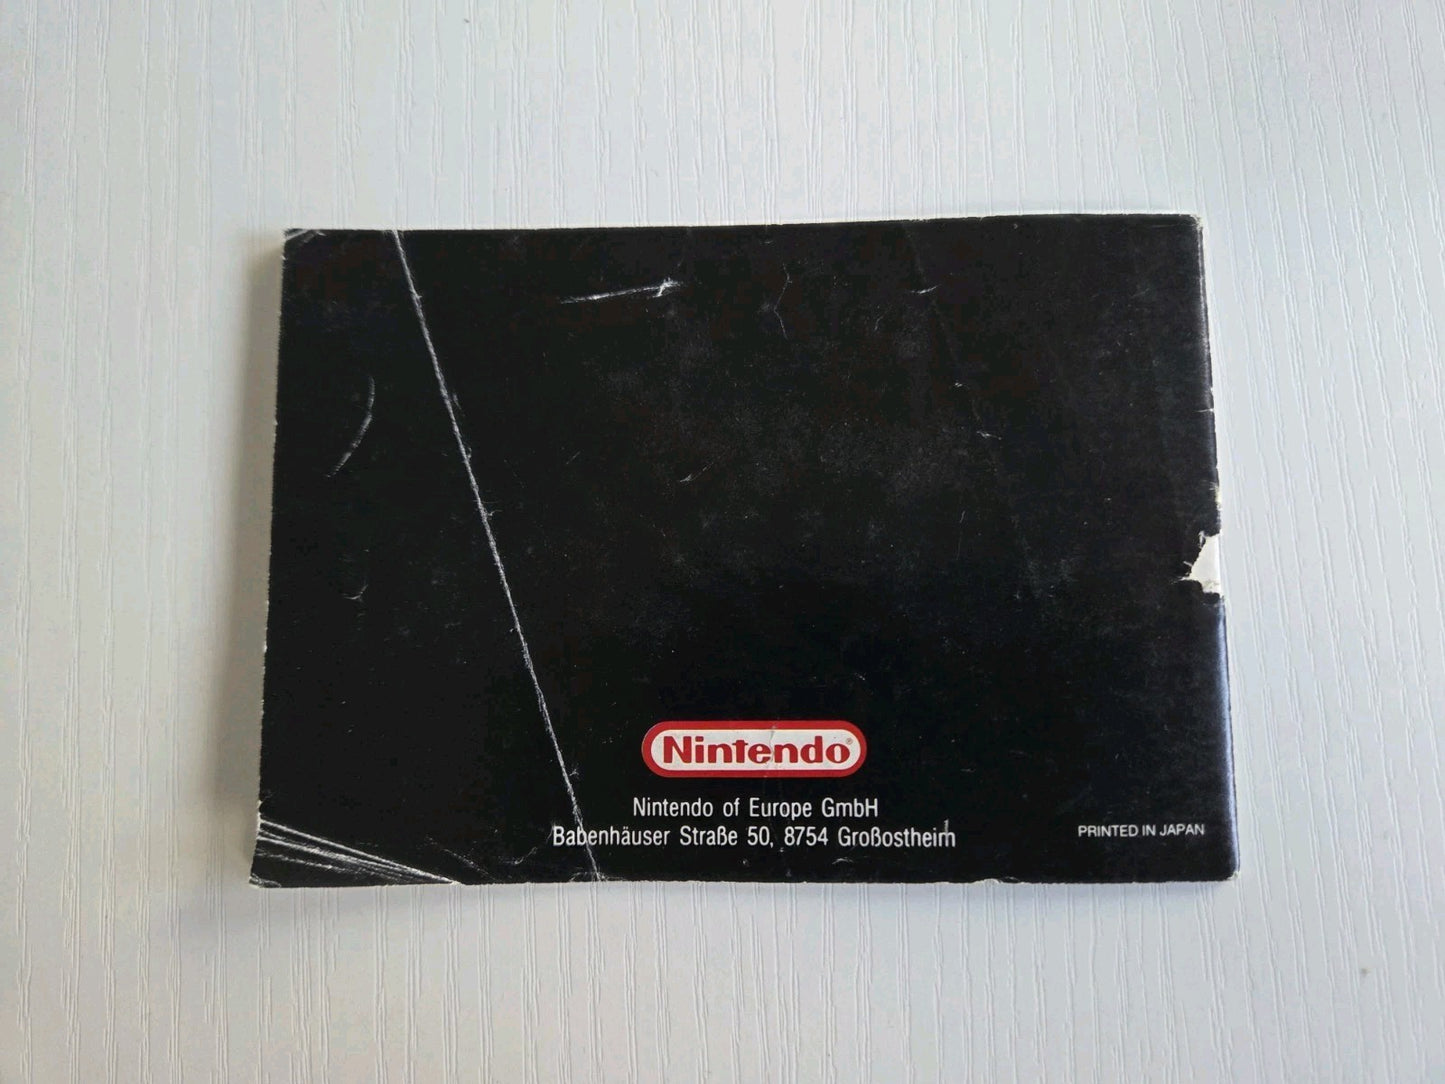 Nintendo®
Nintendo of Europe GmbH
Babenhäuser Straße 50, 8754 Großostheim
PRINTED IN JAPAN